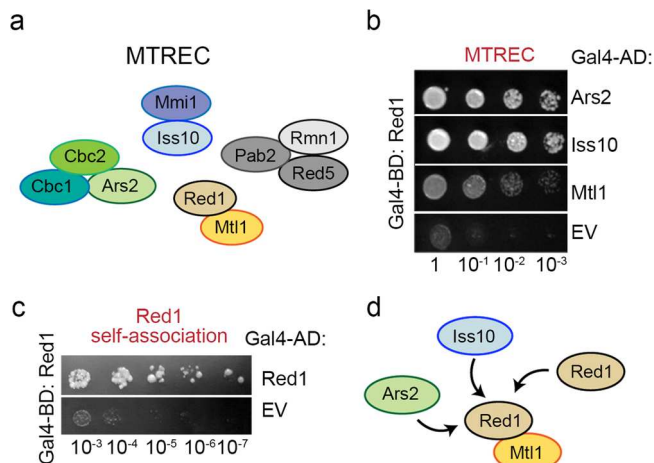 a
MTREC
Mmi1
Iss10
Cbc2
Cbc1
Ars2
Pab2
Rmn1
Red5
Red1
Mtl1
b
MTREC
Gal4-AD:
Gal4-BD: Red1
Ars2
Iss10
Mtl1
EV
1 10-1 10-2 10-3
c
Red1
self-association
Gal4-AD:
Gal4-BD: Red1
Red1
EV
10-3 10-4 10-5 10-6 10-7
d
Iss10
Red1
Ars2
Red1
Mtl1